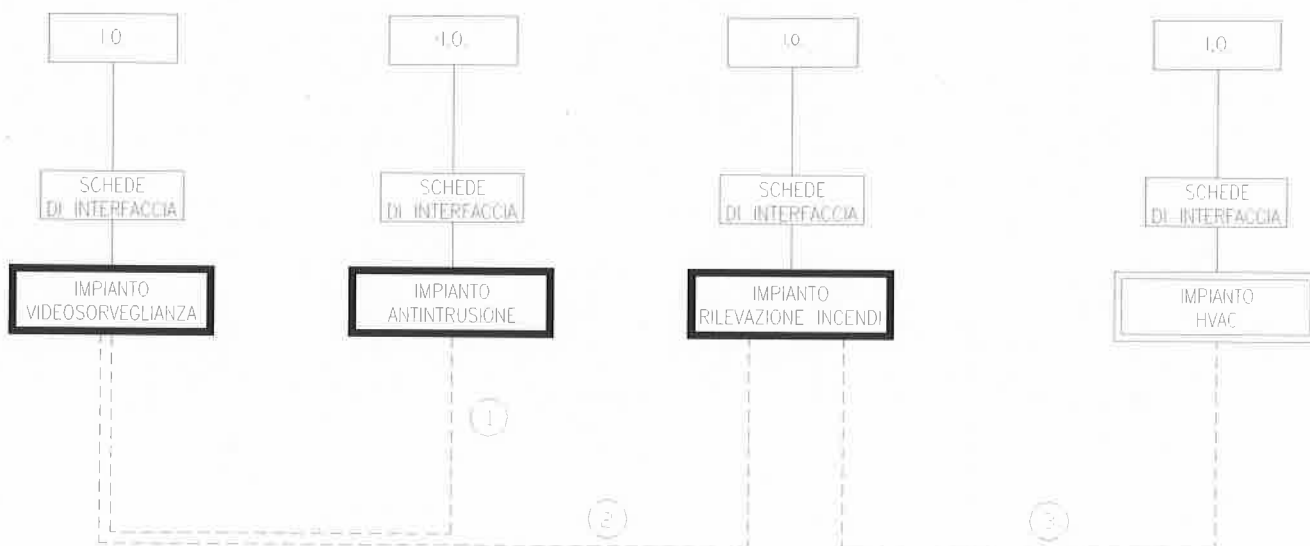 I.O
I.O.
I.O
I.O
SCHEDE
DI INTERFACCIA
SCHEDE
DI INTERFACCIA
SCHEDE
DI INTERFACCIA
SCHEDE
DI INTERFACCIA
IMPIANTO
VIDEOSORVEGLIANZA
IMPIANTO
ANTINTRUSIONE
IMPIANTO
RILEVAZIONE INCENDI
IMPIANTO
HVAC
1
2
3